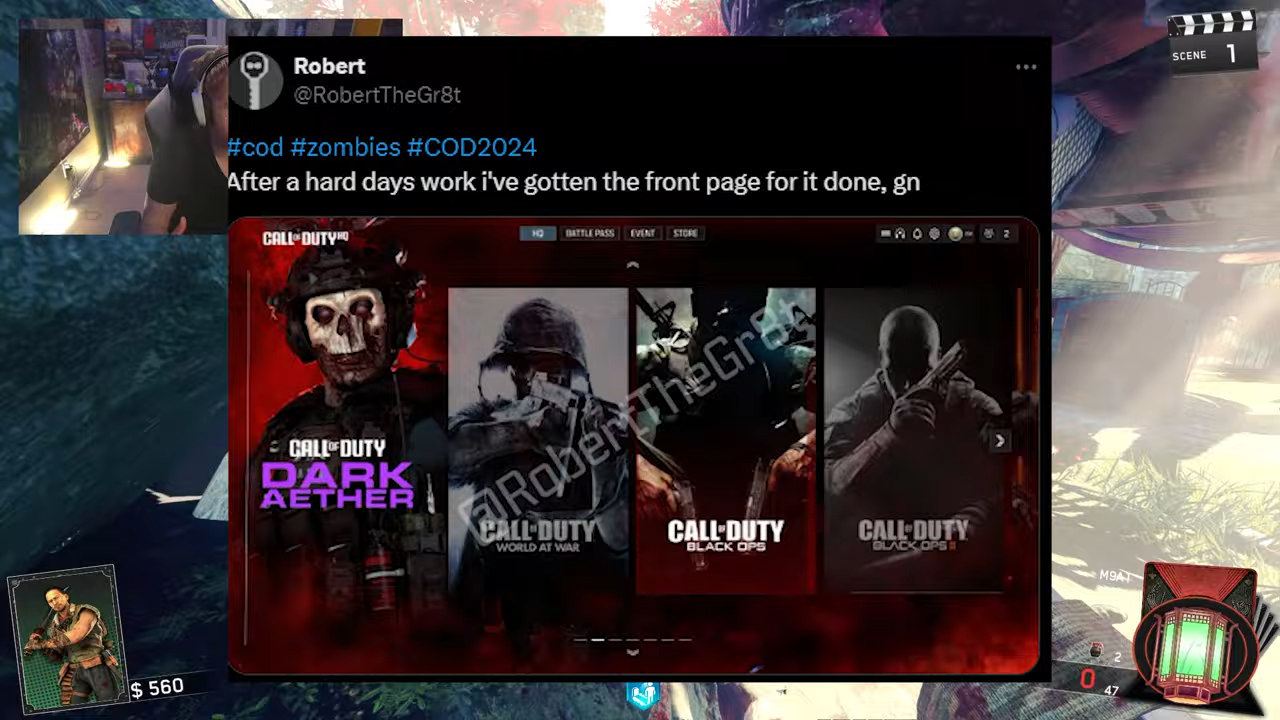 SCENE 1
Robert
@RobertTheGr8t
#cod #zombies #COD2024
After a hard days work i've gotten the front page for it done, gn
CALL OF DUTY HQ
HQ BATTLE PASS EVENT STORE
2
@RobertTheGr8t
CALL OF DUTY
DARK
AETHER
CALL OF DUTY
WORLD AT WAR
CALL OF DUTY
BLACK OPS
CALL OF DUTY
BLACK OPS II
$ 560
M9A1
2
0
47